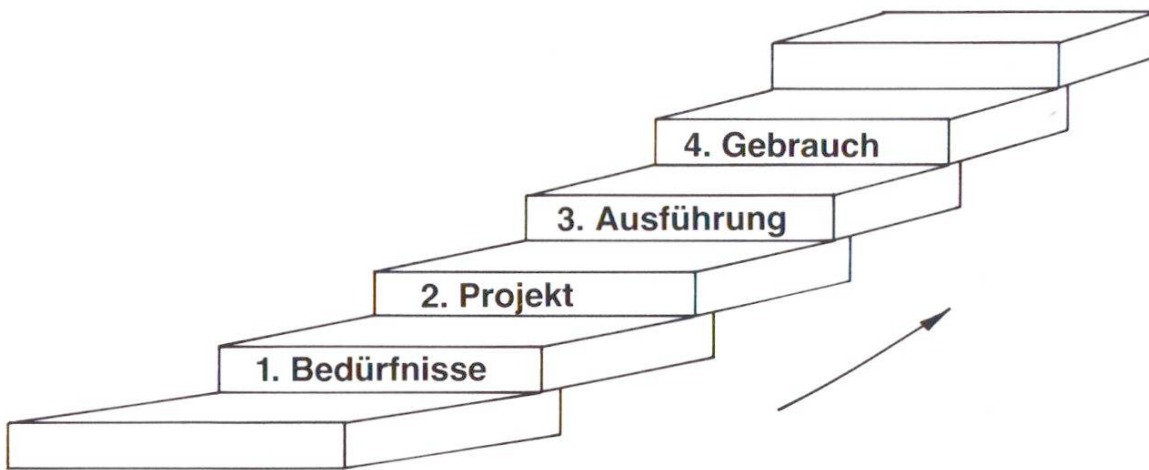 4. Gebrauch
3. Ausführung
2. Projekt
1. Bedürfnisse